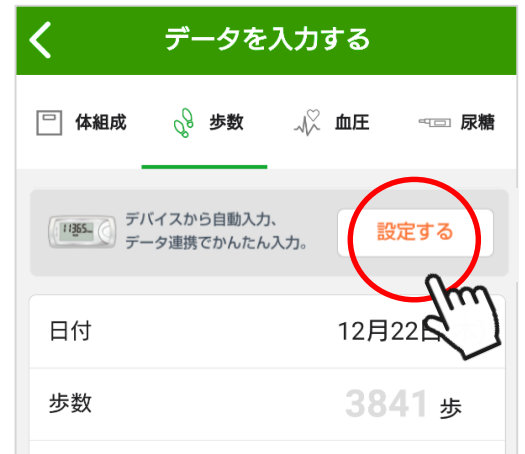 データを入力する
体組成 歩数 血圧 尿糖
デバイスから自動入力、
データ連携でかんたん入力。
設定する
日付 12月22日
歩数 3841 歩